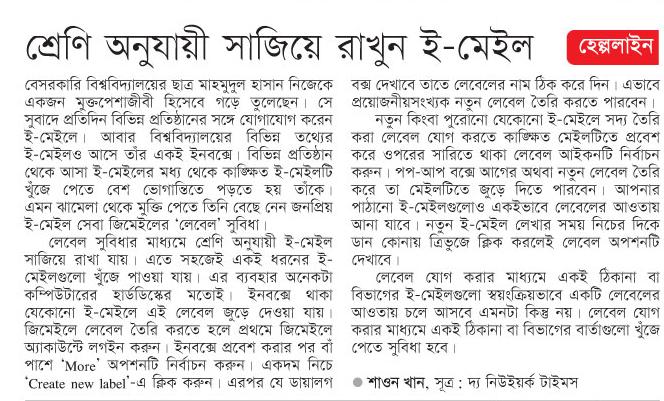 শ্রেণি অনুযায়ী সাজিয়ে রাখুন ই-মেইল
হেল্পলাইন
বেসরকারি বিশ্ববিদ্যালয়ের ছাত্র মাহমুদুল হাসান নিজেকে
একজন মুক্তপেশাজীবী হিসেবে গড়ে তুলেছেন। সে
সুবাদে প্রতিদিন বিভিন্ন প্রতিষ্ঠানের সঙ্গে যোগাযোগ করেন
ই-মেইলে। আবার বিশ্ববিদ্যালয়ের বিভিন্ন তথ্যের
ই-মেইলও আসে তাঁর একই ইনবক্সে। বিভিন্ন প্রতিষ্ঠান
থেকে আসা ই-মেইলের মধ্য থেকে কাঙ্ক্ষিত ই-মেইলটি
খুঁজে পেতে বেশ ভোগান্তিতে পড়তে হয় তাঁকে।
এমন ঝামেলা থেকে মুক্তি পেতে তিনি বেছে নেন জনপ্রিয়
ই-মেইল সেবা জিমেইলের ‘লেবেল’ সুবিধা।
লেবেল সুবিধার মাধ্যমে শ্রেণি অনুযায়ী ই-মেইল
সাজিয়ে রাখা যায়। এতে সহজেই একই ধরনের ই-
মেইলগুলো খুঁজে পাওয়া যায়। এর ব্যবহার অনেকটা
কম্পিউটারের হার্ডডিস্কের মতোই। ইনবক্সে থাকা
যেকোনো ই-মেইলে এই লেবেল জুড়ে দেওয়া যায়।
জিমেইলে লেবেল তৈরি করতে হলে প্রথমে জিমেইলে
অ্যাকাউন্টে লগইন করুন। ইনবক্সে প্রবেশ করার পর বাঁ
পাশে ‘More’ অপশনটি নির্বাচন করুন। একদম নিচে
‘Create new label’-এ ক্লিক করুন। এরপর যে ডায়ালগ
বক্স দেখাবে তাতে লেবেলের নাম ঠিক করে দিন। এভাবে
প্রয়োজনীয়সংখ্যক নতুন লেবেল তৈরি করতে পারবেন।
নতুন কিংবা পুরোনো যেকোনো ই-মেইলে সদ্য তৈরি
করা লেবেল যোগ করতে কাঙ্ক্ষিত মেইলটিতে প্রবেশ
করে ওপরের সারিতে থাকা লেবেল আইকনটি নির্বাচন
করুন। পপ-আপ বক্সে আগের অথবা নতুন লেবেল তৈরি
করে তা মেইলটিতে জুড়ে দিতে পারবেন। আপনার
পাঠানো ই-মেইলগুলোও একইভাবে লেবেলের আওতায়
আনা যাবে। নতুন ই-মেইল লেখার সময় নিচের দিকে
ডান কোনায় ত্রিভুজে ক্লিক করলেই লেবেল অপশনটি
দেখাবে।
লেবেল যোগ করার মাধ্যমে একই ঠিকানা বা
বিভাগের ই-মেইলগুলো স্বয়ংক্রিয়ভাবে একটি লেবেলের
আওতায় চলে আসবে এমনটা কিন্তু নয়। লেবেল যোগ
করার মাধ্যমে একই ঠিকানা বা বিভাগের বার্তাগুলো খুঁজে
পেতে সুবিধা হবে।
● শাওন খান, সূত্র : দ্য নিউইয়র্ক টাইমস